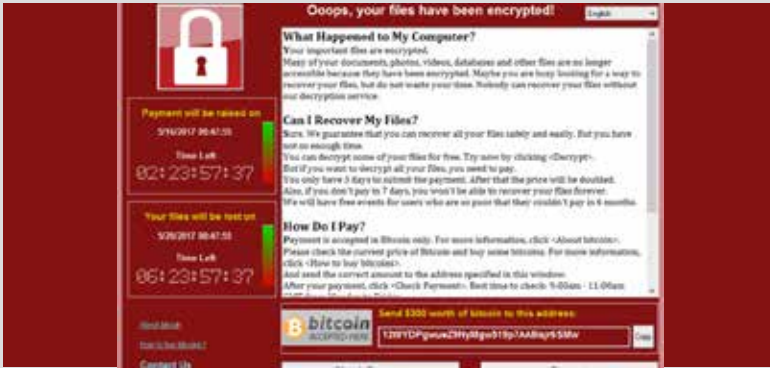 Ooops, your files have been encrypted!
English
What Happened to My Computer?
Your important files are encrypted.
Many of your documents, photos, videos, databases and other files are no longer
accessible because they have been encrypted. Maybe you are busy looking for a way to
recover your files, but do not waste your time. Nobody can recover your files without
our decryption service.
Can I Recover My Files?
Sure. We guarantee that you can recover all your files safely and easily. But you have
not so enough time.
You can decrypt some of your files for free. Try now by clicking <Decrypt>.
But if you want to decrypt all your files, you need to pay.
You only have 3 days to submit the payment. After that the price will be doubled.
Also, if you don't pay in 7 days, you won't be able to recover your files forever.
We will have free events for users who are so poor that they couldn't pay in 6 months.
How Do I Pay?
Payment is accepted in Bitcoin only. For more information, click <About bitcoin>.
Please check the current price of Bitcoin and buy some bitcoins. For more information,
click <How to buy bitcoins>.
And send the correct amount to the address specified in this window.
After your payment, click <Check Payment>. Best time to check: 9:00am - 11:00am
Payment will be raised on
5/16/2017 00:47:55
Time Left
02:23:57:37
Your files will be lost on
5/20/2017 00:47:55
Time Left
06:23:57:37
About bitcoin
How to buy bitcoins?
Contact Us
bitcoin
ACCEPTED HERE
Send $300 worth of bitcoin to this address:
Copy